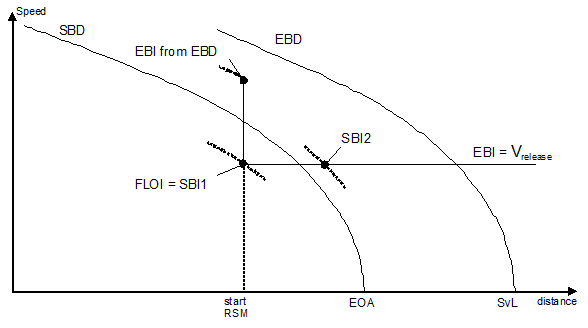 Speed
SBD
EBD
EBI from EBD
SBI2
EBI = Vrelease
FLOI = SBI1
start
RSM
EOA
SvL
distance